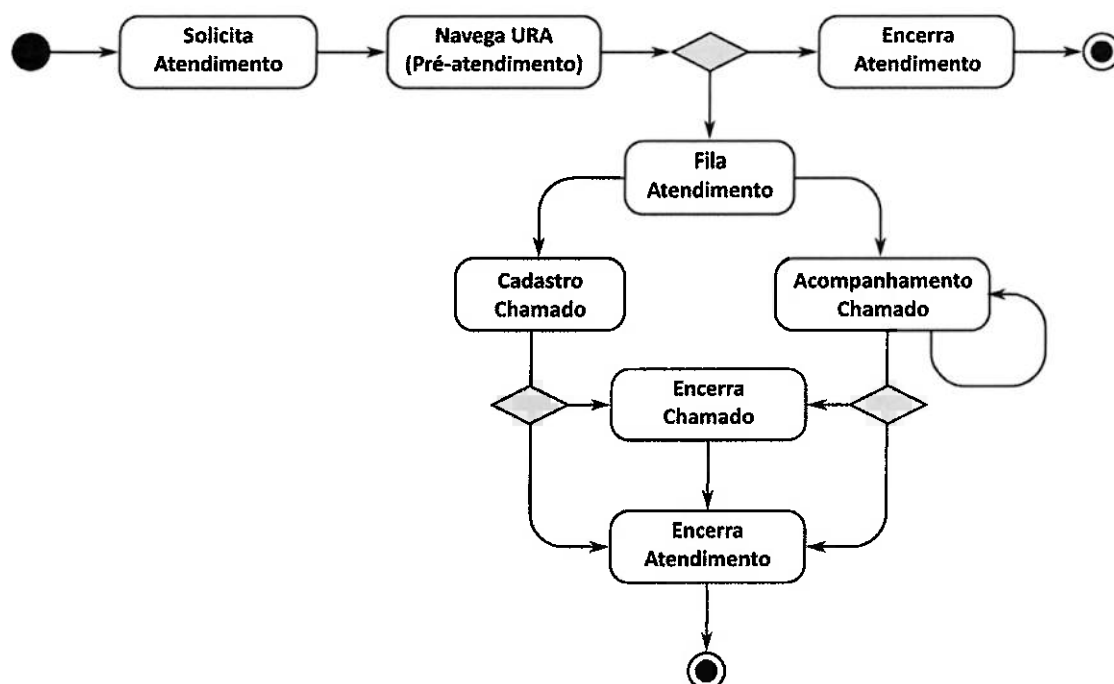 Solicita
Atendimento
Navega URA
(Pré-atendimento)
Encerra
Atendimento
Fila
Atendimento
Cadastro
Chamado
Acompanhamento
Chamado
Encerra
Chamado
Encerra
Atendimento